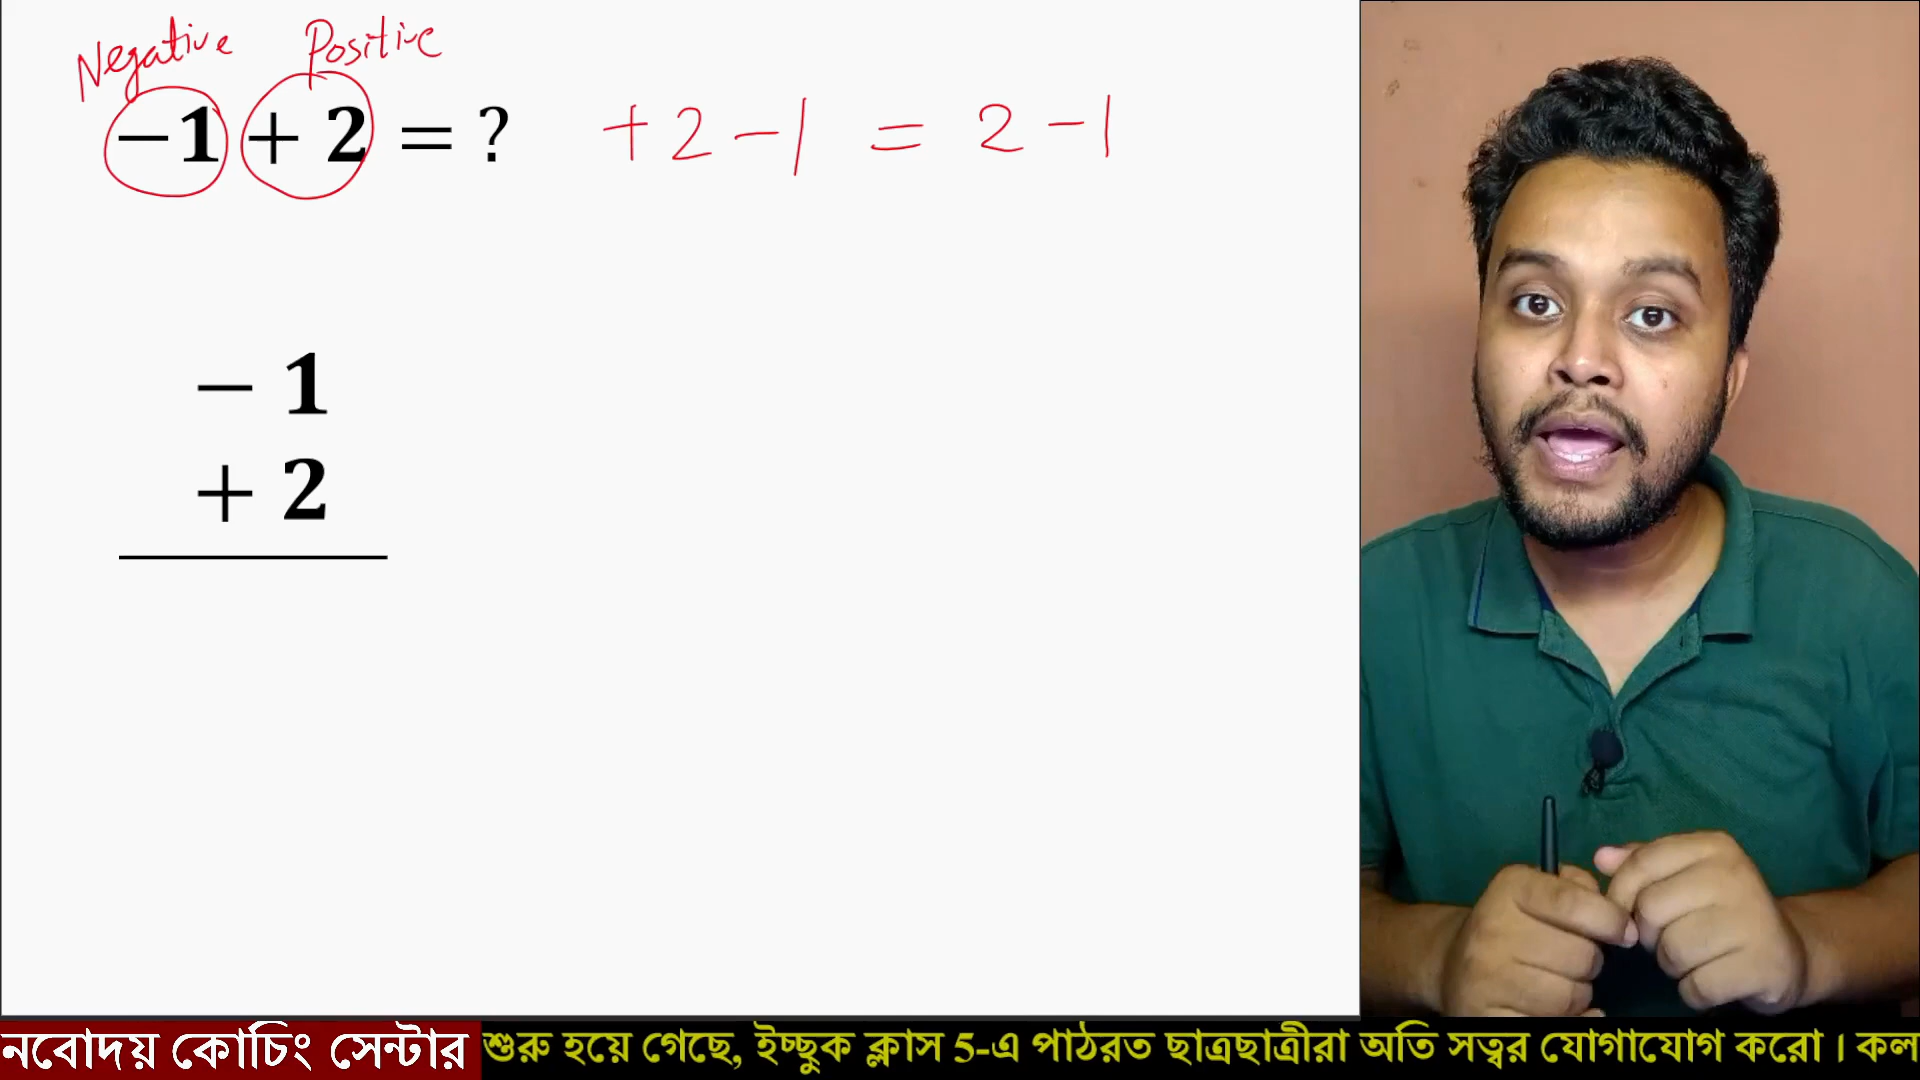 Negative Positive
−1 + 2 = ? +2 −1 = 2 −1
− 1
+ 2
নবোদয় কোচিং সেন্টার শুরু হয়ে গেছে, ইচ্ছুক ক্লাস 5-এ পাঠরত ছাত্রছাত্রীরা অতি সত্বর যোগাযোগ করো। কল